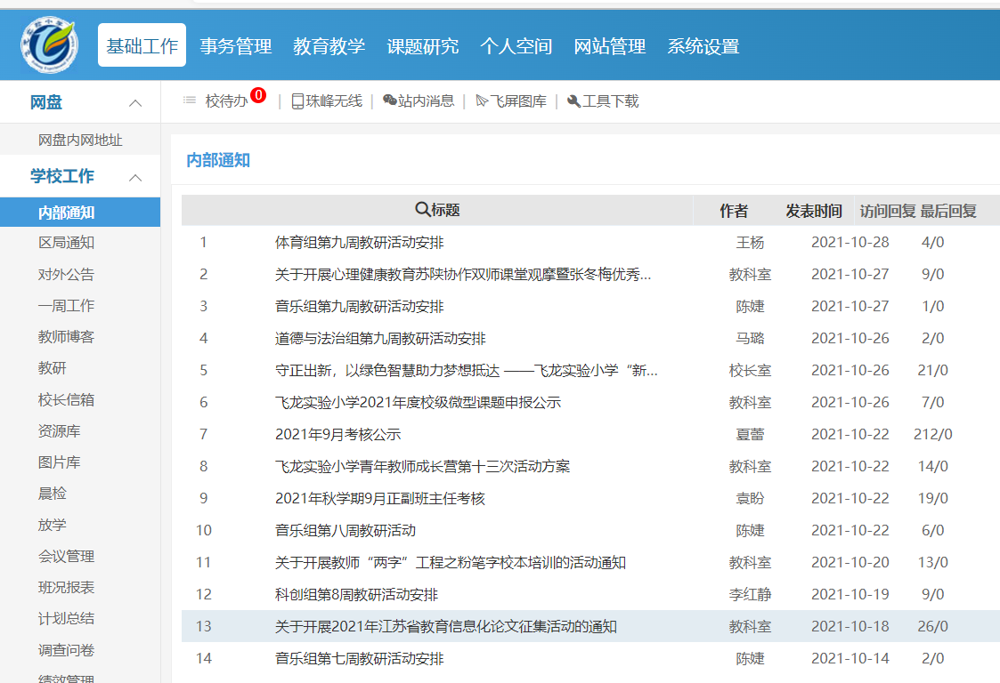 基础工作 事务管理 教育教学 课题研究 个人空间 网站管理 系统设置
网盘
网盘内网地址
学校工作
内部通知
区局通知
对外公告
一周工作
教师博客
教研
校长信箱
资源库
图片库
晨检
放学
会议管理
班况报表
计划总结
调查问卷
绩效管理
校待办 0 | 珠峰无线 | 站内消息 | 飞屏图库 | 工具下载
内部通知
标题 作者 发表时间 访问回复 最后回复
1 体育组第九周教研活动安排 王杨 2021-10-28 4/0
2 关于开展心理健康教育苏陕协作双师课堂观摩暨张冬梅优秀... 教科室 2021-10-27 9/0
3 音乐组第九周教研活动安排 陈婕 2021-10-27 1/0
4 道德与法治组第九周教研活动安排 马璐 2021-10-26 2/0
5 守正出新，以绿色智慧助力梦想抵达 ——飞龙实验小学“新... 校长室 2021-10-26 21/0
6 飞龙实验小学2021年度校级微型课题申报公示 教科室 2021-10-26 7/0
7 2021年9月考核公示 夏蕾 2021-10-22 212/0
8 飞龙实验小学青年教师成长营第十三次活动方案 教科室 2021-10-22 14/0
9 2021年秋学期9月正副班主任考核 袁盼 2021-10-22 19/0
10 音乐组第八周教研活动 陈婕 2021-10-22 6/0
11 关于开展教师“两字”工程之粉笔字校本培训的活动通知 教科室 2021-10-20 13/0
12 科创组第8周教研活动安排 李红静 2021-10-19 9/0
13 关于开展2021年江苏省教育信息化论文征集活动的通知 教科室 2021-10-18 26/0
14 音乐组第七周教研活动安排 陈婕 2021-10-14 2/0